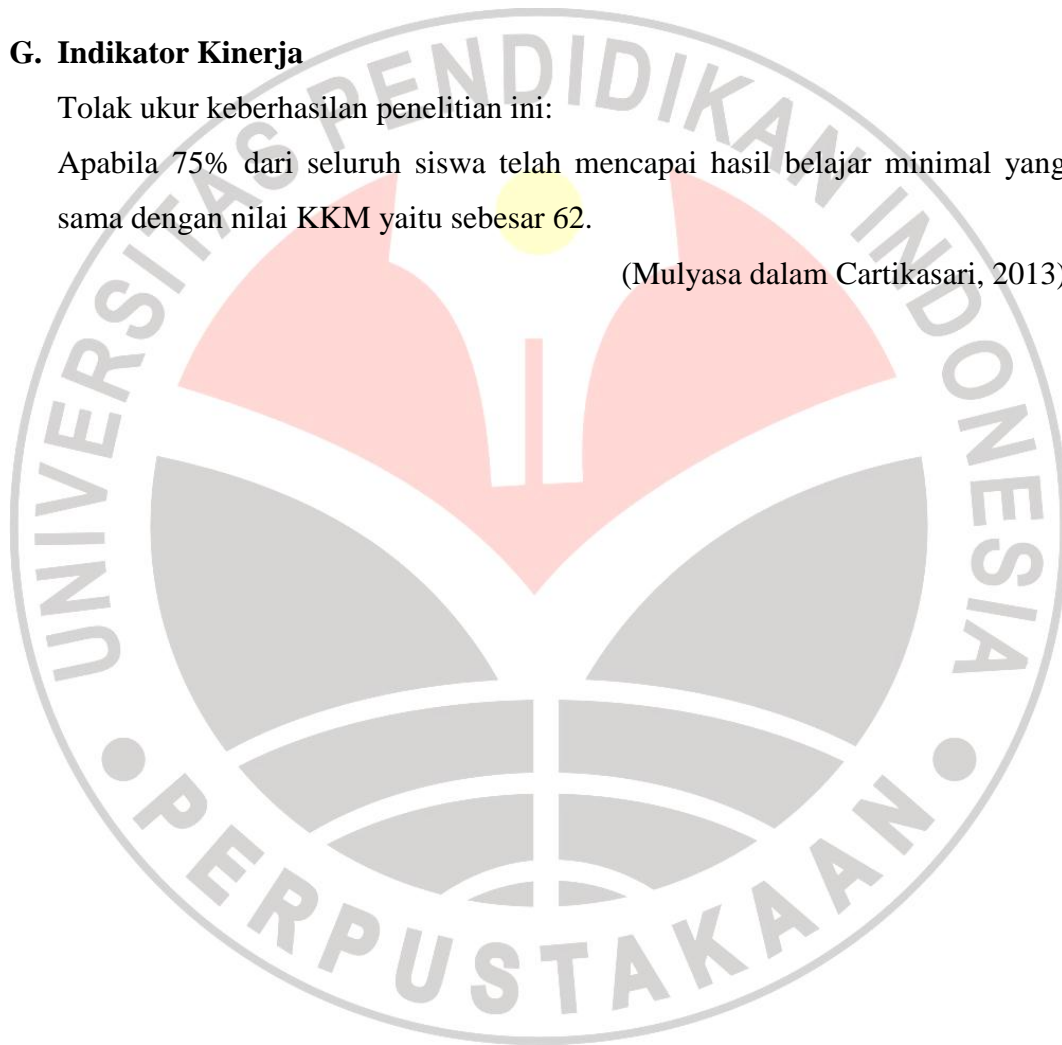 G. Indikator Kinerja
Tolak ukur keberhasilan penelitian ini:
Apabila 75% dari seluruh siswa telah mencapai hasil belajar minimal yang
sama dengan nilai KKM yaitu sebesar 62.
(Mulyasa dalam Cartikasari, 2013)
UNIVERSITAS PENDIDIKAN INDONESIA
PERPUSTAKAAN